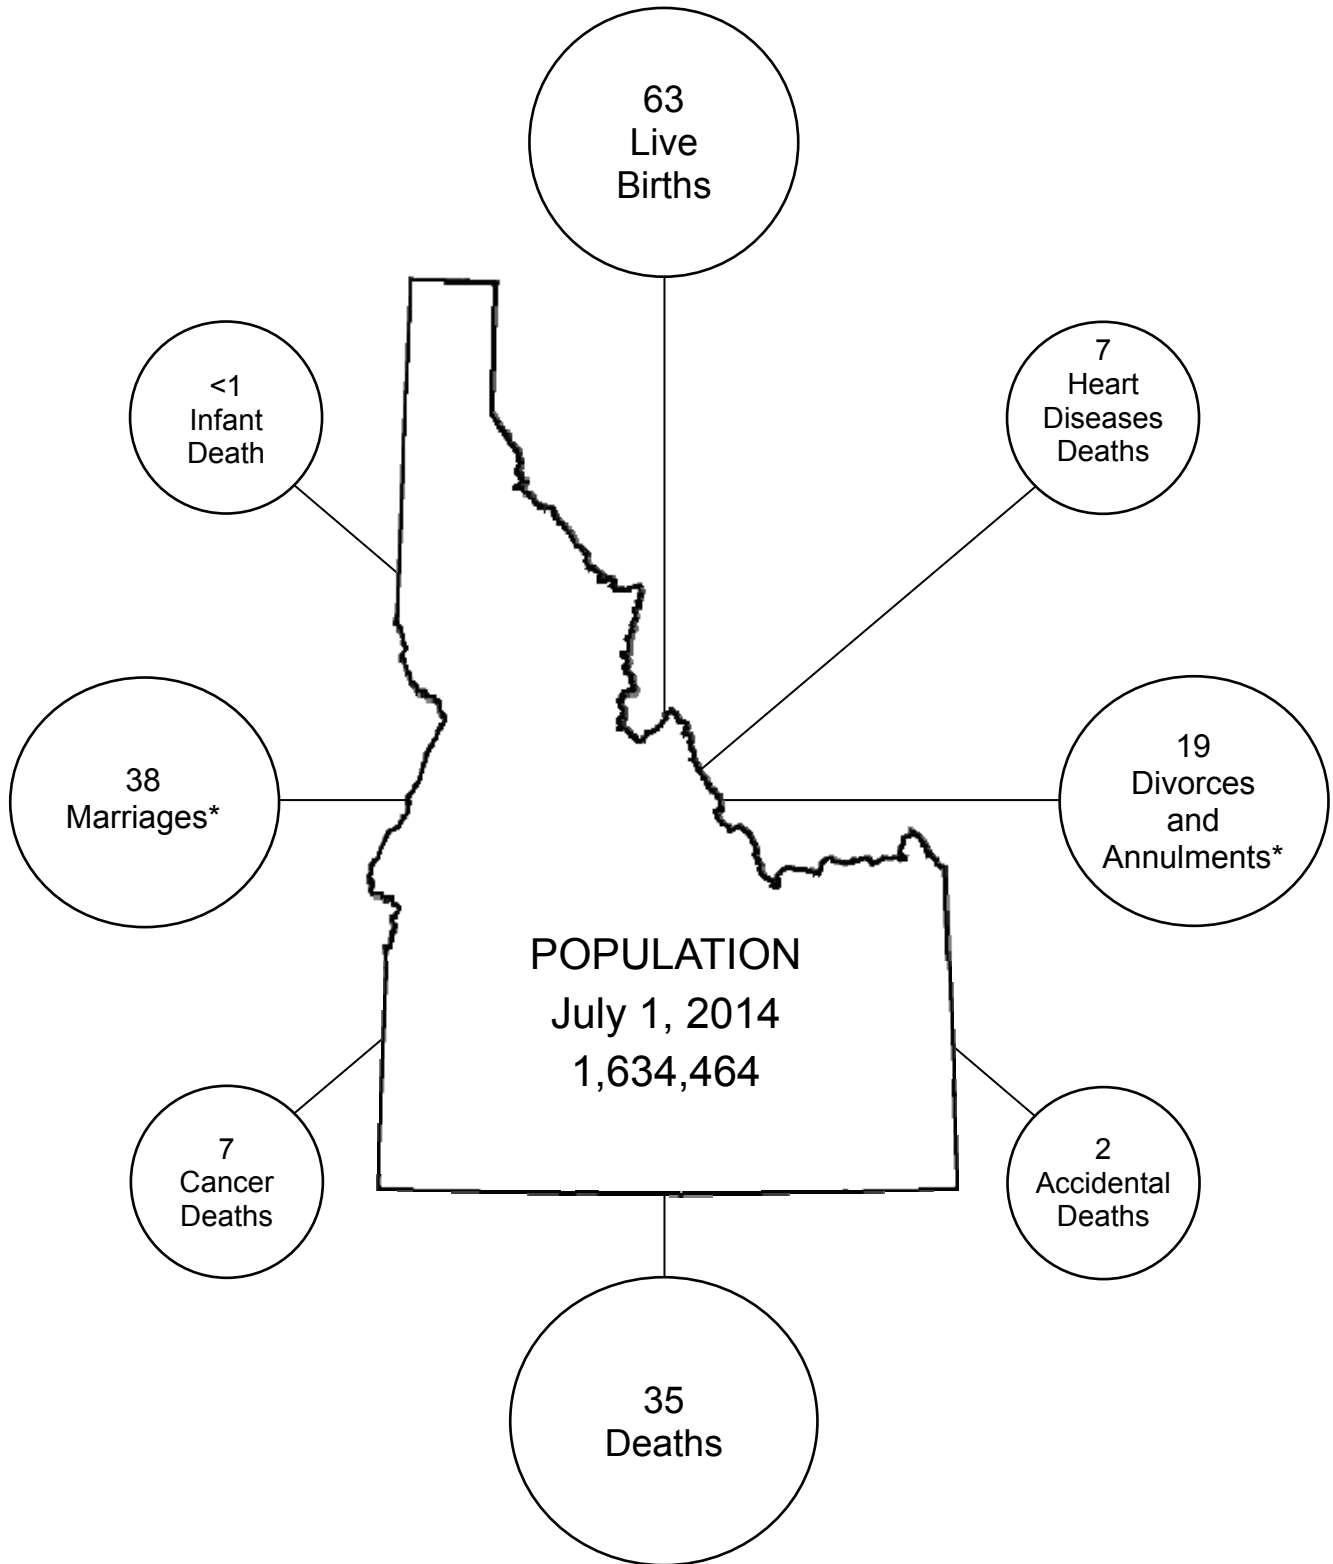 63
Live
Births
<1
Infant
Death
7
Heart
Diseases
Deaths
38
Marriages*
19
Divorces
and
Annulments*
POPULATION
July 1, 2014
1,634,464
7
Cancer
Deaths
2
Accidental
Deaths
35
Deaths